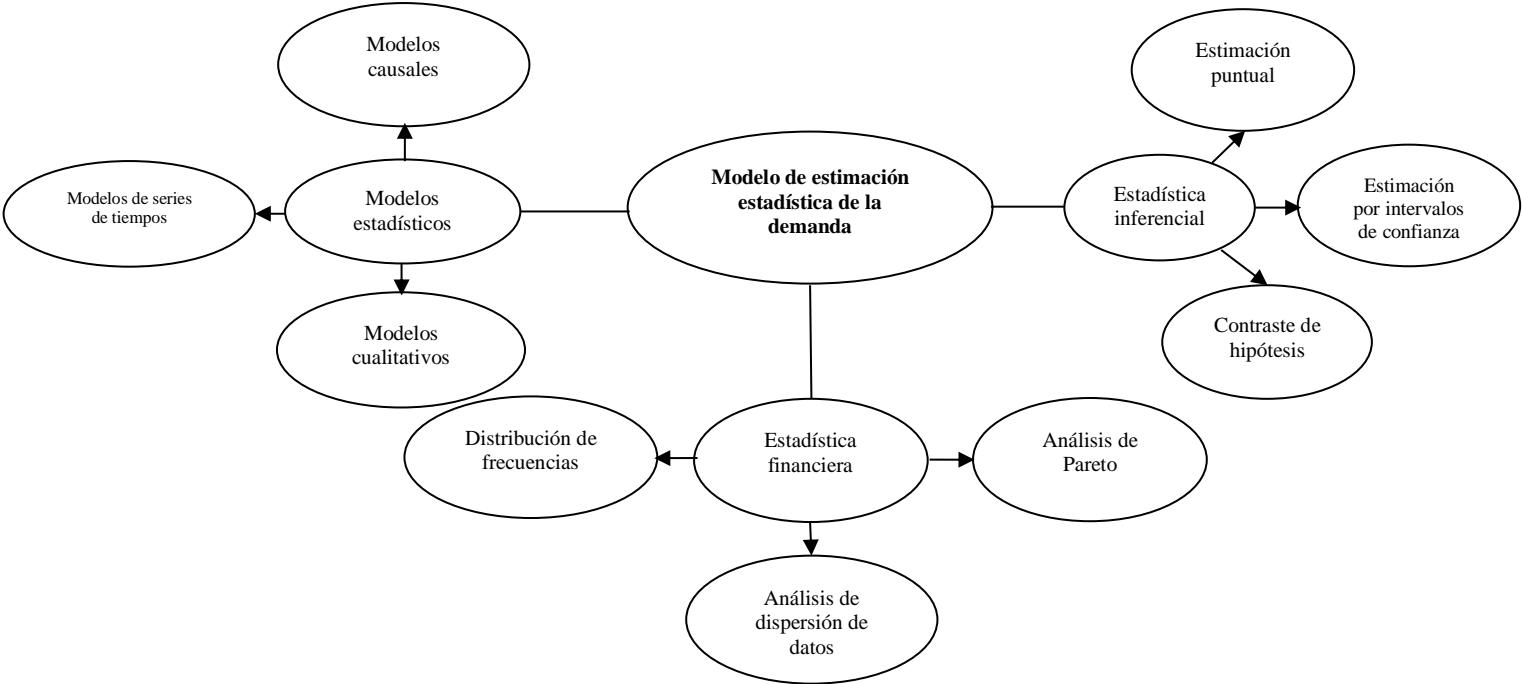 Modelos
causales
Estimación
puntual
Modelo de estimación
estadística de la
demanda
Modelos de series
de tiempos
Modelos
estadísticos
Estadística
inferencial
Estimación
por intervalos
de confianza
Modelos
cualitativos
Contraste de
hipótesis
Distribución de
frecuencias
Estadística
financiera
Análisis de
Pareto
Análisis de
dispersión de
datos